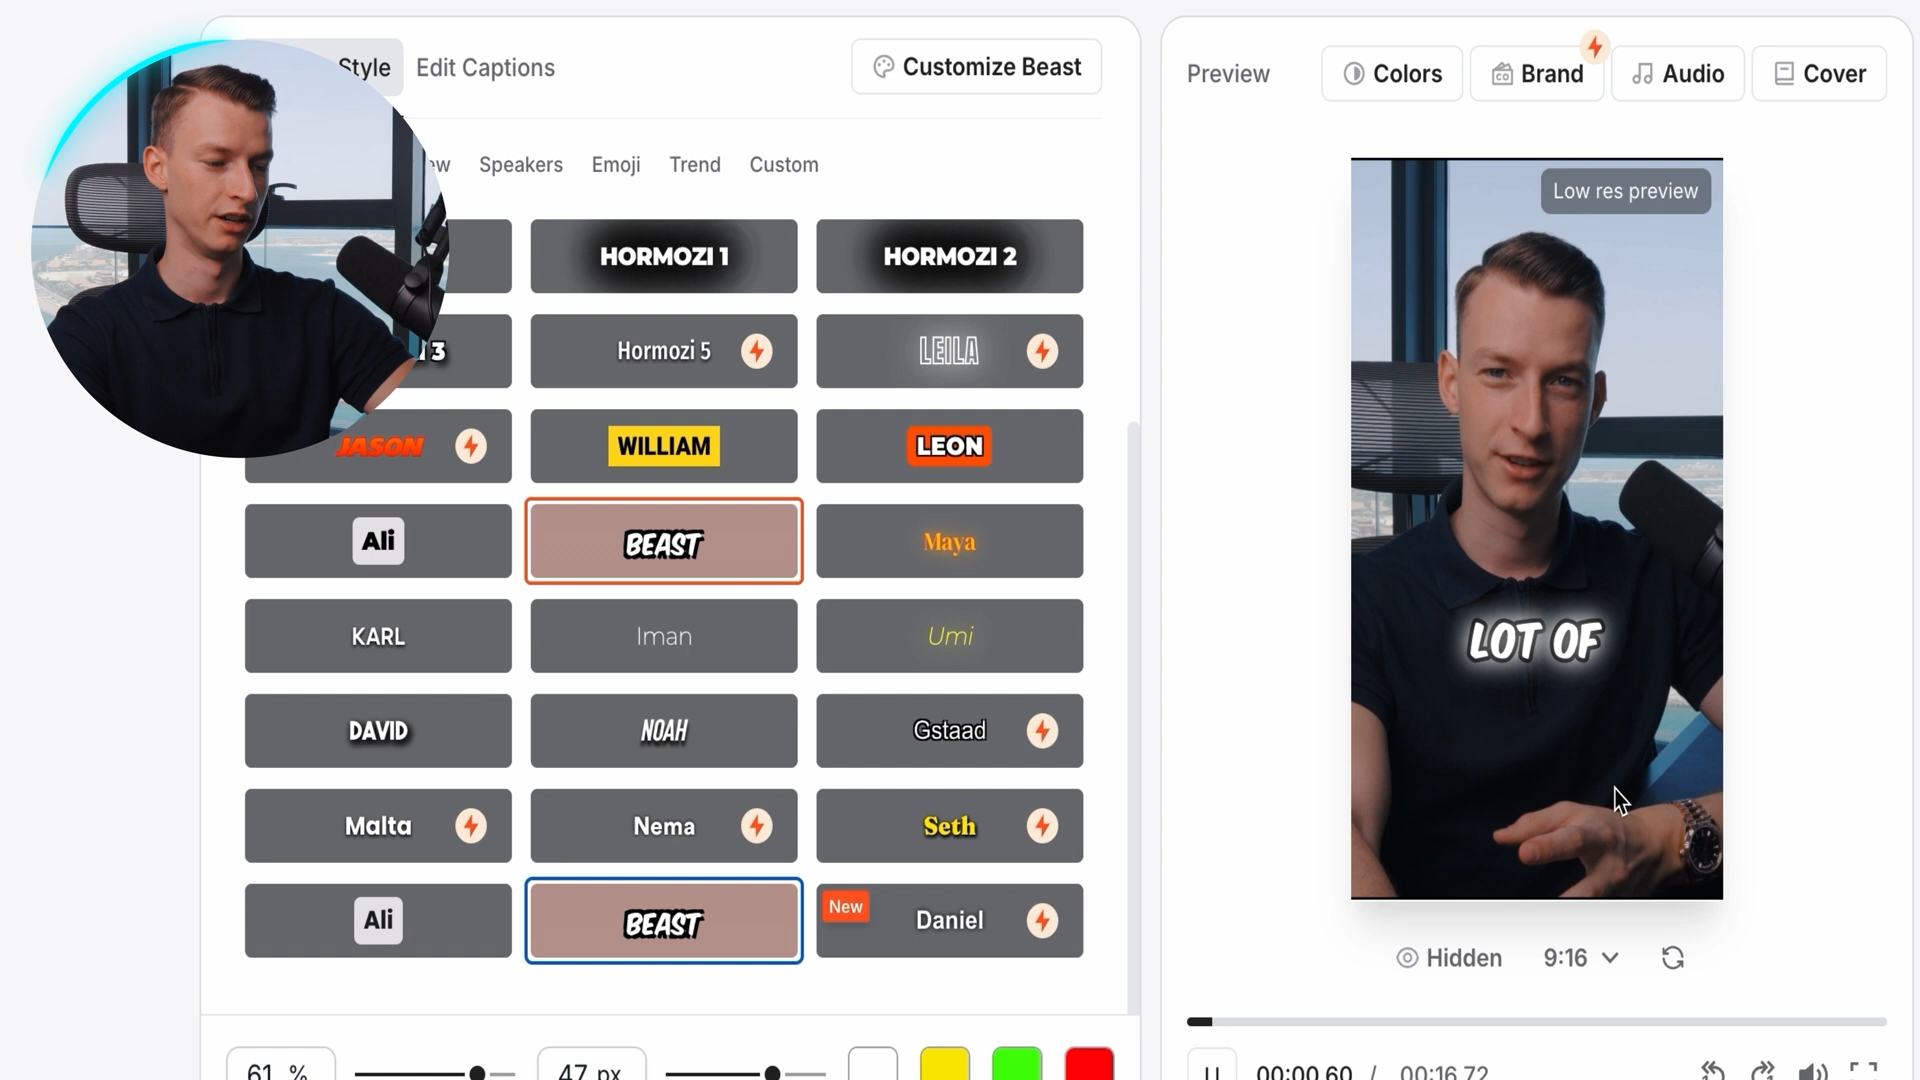 Style
Edit Captions
Customize Beast
Speakers
Emoji
Trend
Custom
HORMOZI 1
HORMOZI 2
3
Hormozi 5
LEILA
JASON
WILLIAM
LEON
Ali
BEAST
Maya
KARL
Iman
Umi
DAVID
NOAH
Gstaad
Malta
Nema
Seth
Ali
BEAST
New
Daniel
61 %
47 px
Preview
Colors
Brand
Audio
Cover
Low res preview
LOT OF
Hidden
9:16
00:00.60 / 00:16.72